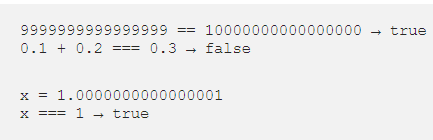 9999999999999999 == 10000000000000000 → true
0.1 + 0.2 === 0.3 → false
x = 1.0000000000000001
x === 1 → true